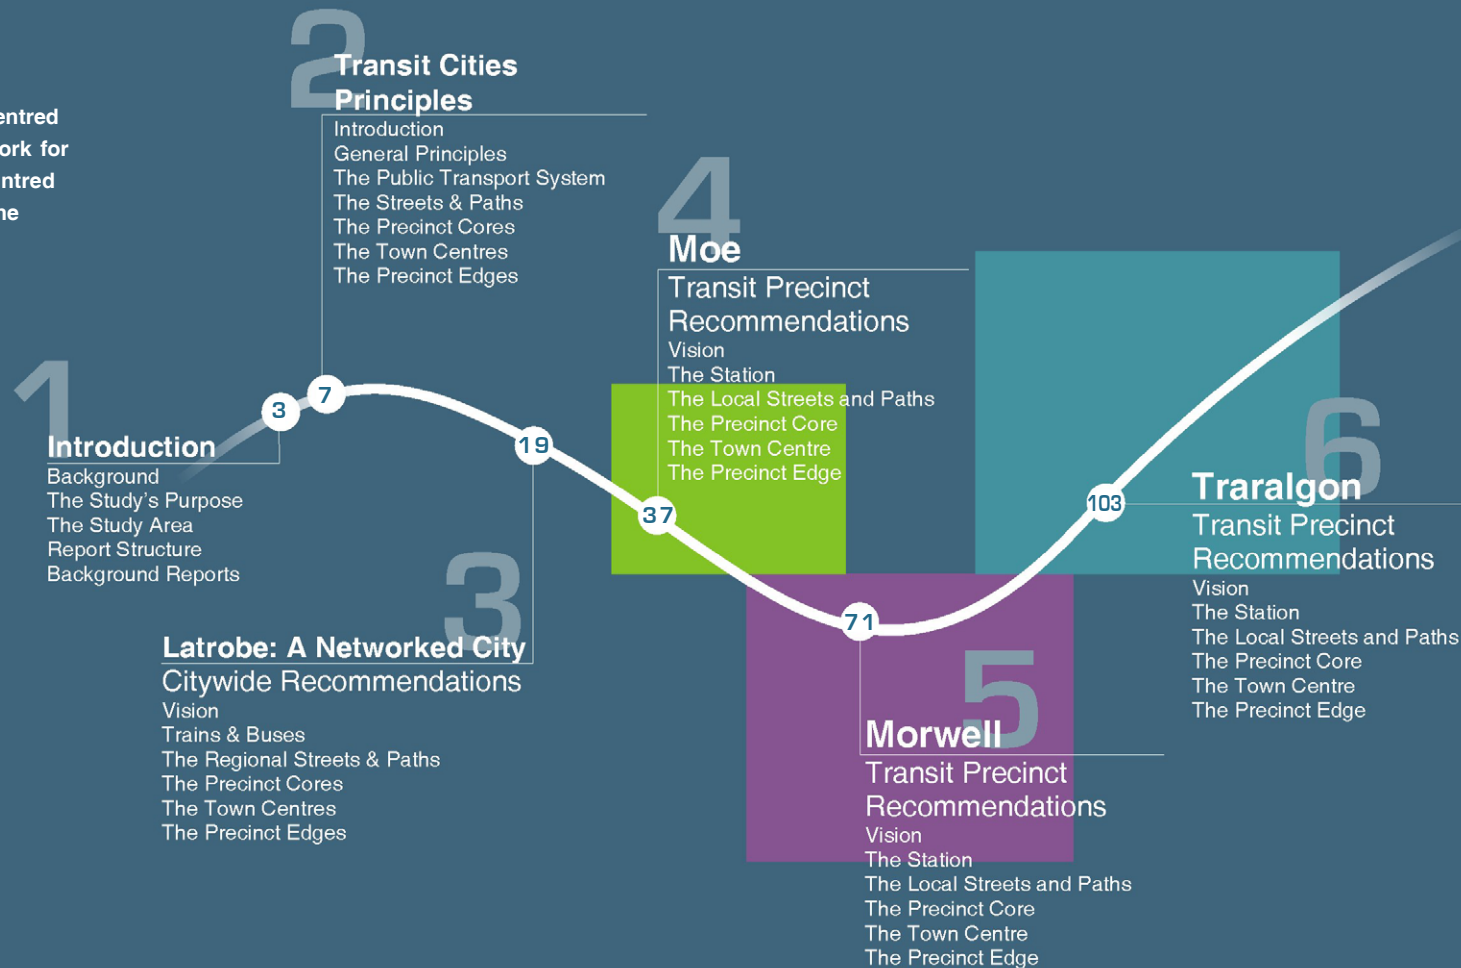 entred
ork for
ntred
ne
1
Introduction
Background
The Study's Purpose
The Study Area
Report Structure
Background Reports
3
2
Transit Cities
Principles
Introduction
General Principles
The Public Transport System
The Streets & Paths
The Precinct Cores
The Town Centres
The Precinct Edges
7
3
Latrobe: A Networked City
Citywide Recommendations
Vision
Trains & Buses
The Regional Streets & Paths
The Precinct Cores
The Town Centres
The Precinct Edges
19
4
Moe
Transit Precinct
Recommendations
Vision
The Station
The Local Streets and Paths
The Precinct Core
The Town Centre
The Precinct Edge
37
5
Morwell
Transit Precinct
Recommendations
Vision
The Station
The Local Streets and Paths
The Precinct Core
The Town Centre
The Precinct Edge
71
6
Traralgon
Transit Precinct
Recommendations
Vision
The Station
The Local Streets and Paths
The Precinct Core
The Town Centre
The Precinct Edge
103